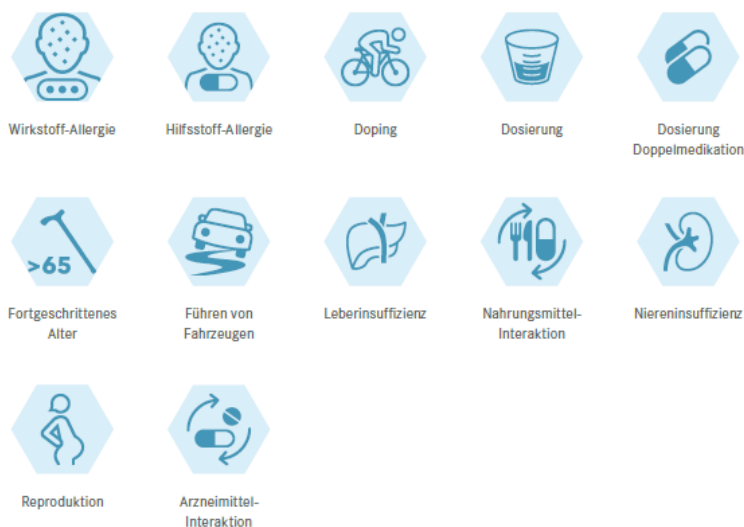 Wirkstoff-Allergie
Hilfsstoff-Allergie
Doping
Dosierung
Dosierung
Doppelmedikation
>65
Fortgeschrittenes
Alter
Führen von
Fahrzeugen
Leberinsuffizienz
Nahrungsmittel-
Interaktion
Niereninsuffizienz
Reproduktion
Arzneimittel-
Interaktion